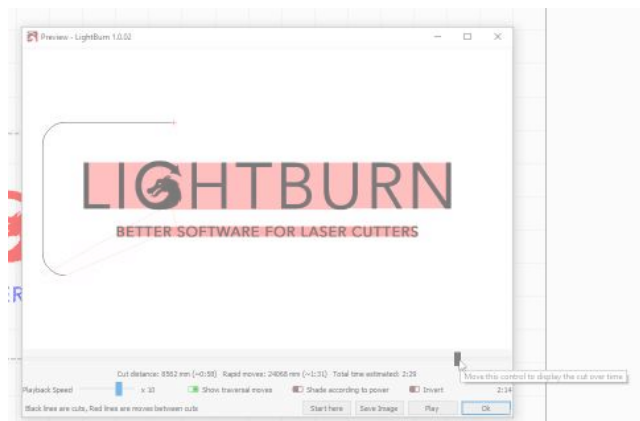 Preview - LightBurn 1.0.02
LIGHTBURN
BETTER SOFTWARE FOR LASER CUTTERS
ER
Cut distance: 8562 mm (~0:58) Rapid moves: 24068 mm (~1:31) Total time estimated: 2:29
Move this control to display the cut over time
Playback Speed x 10 Show traversal moves Shade according to power Invert 2:14
Black lines are cuts, Red lines are moves between cuts Start here Save Image Play Ok